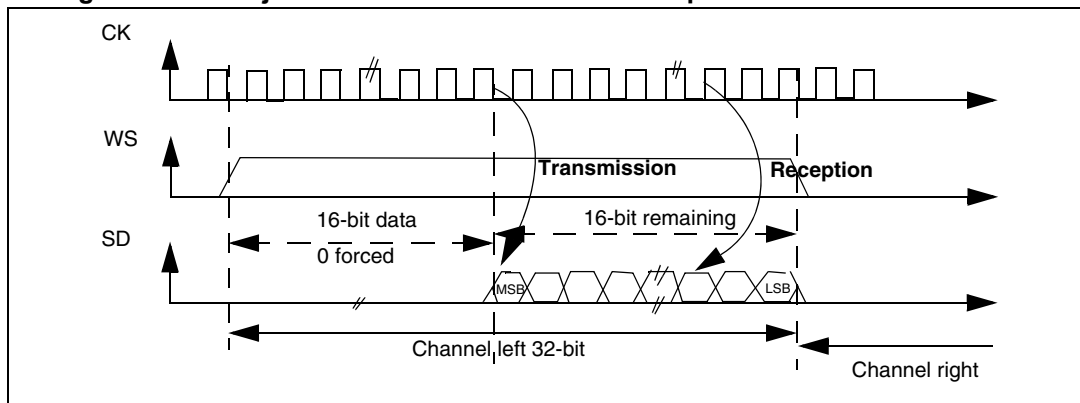 CK
WS
Transmission
Reception
16-bit data
16-bit remaining
SD
0 forced
MSB
LSB
Channel left 32-bit
Channel right